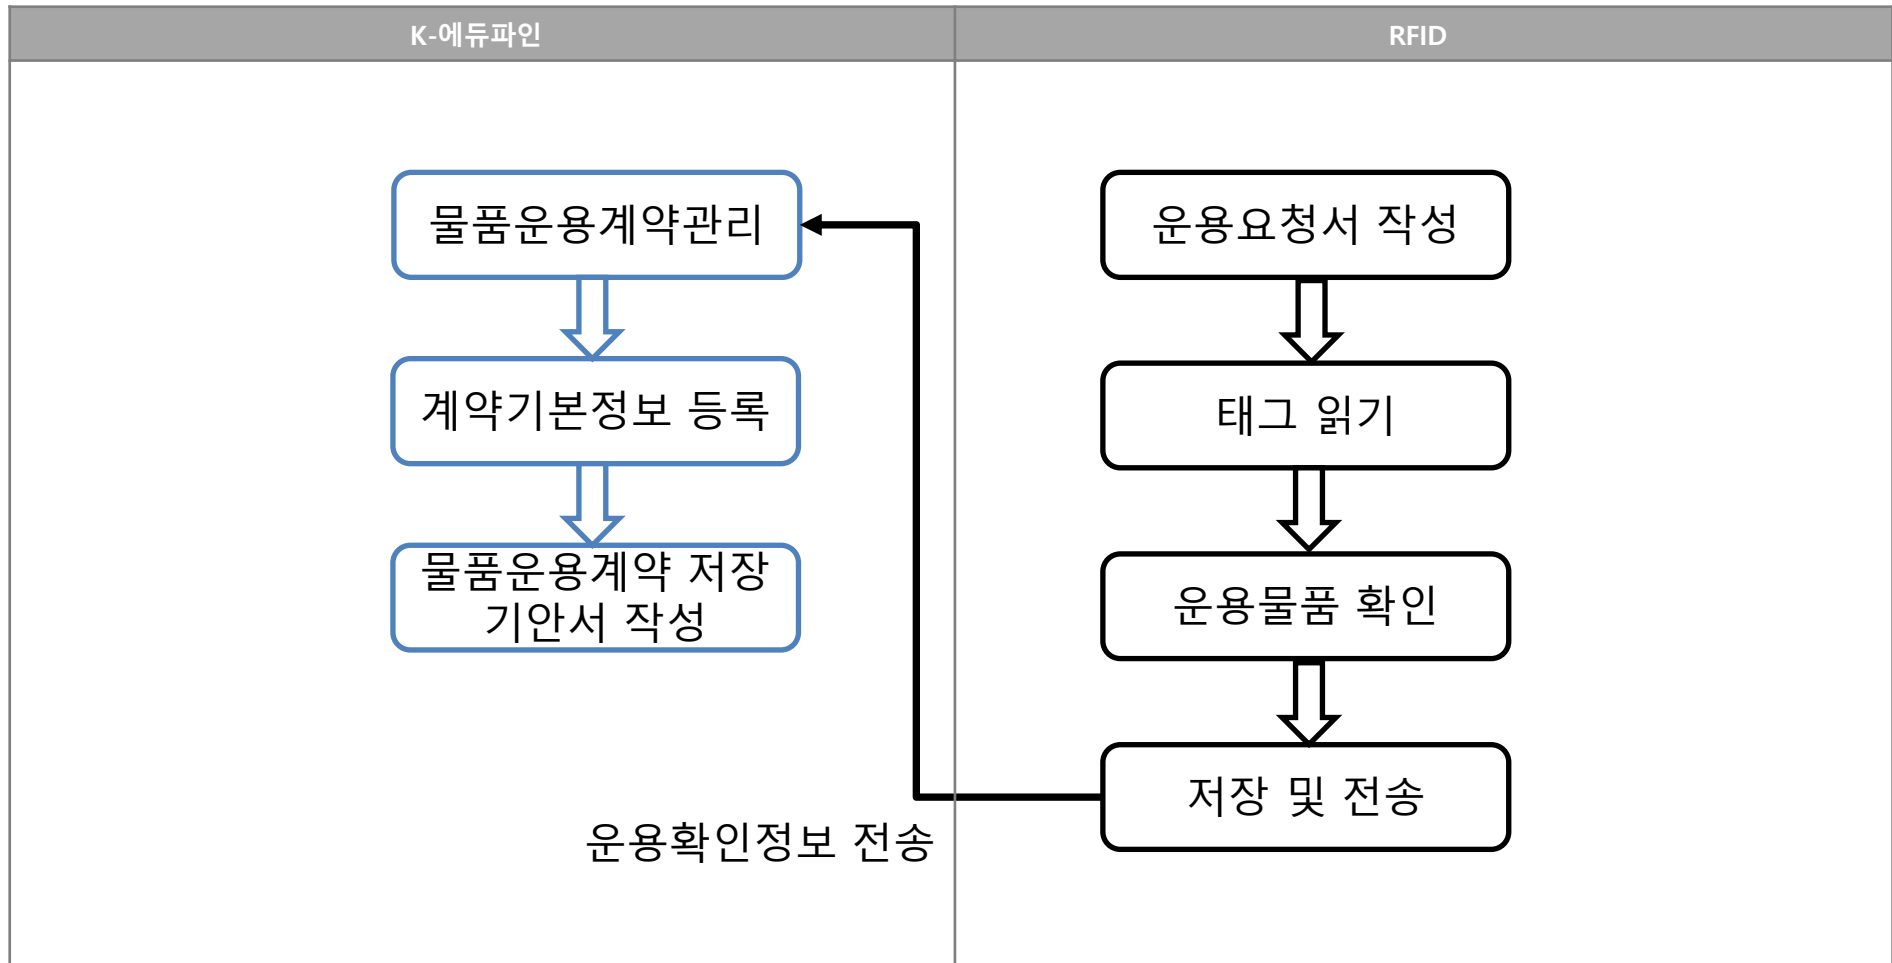 K-에듀파인
RFID
물품운용계약관리
계약기본정보 등록
물품운용계약 저장
기안서 작성
운용확인정보 전송
운용요청서 작성
태그 읽기
운용물품 확인
저장 및 전송